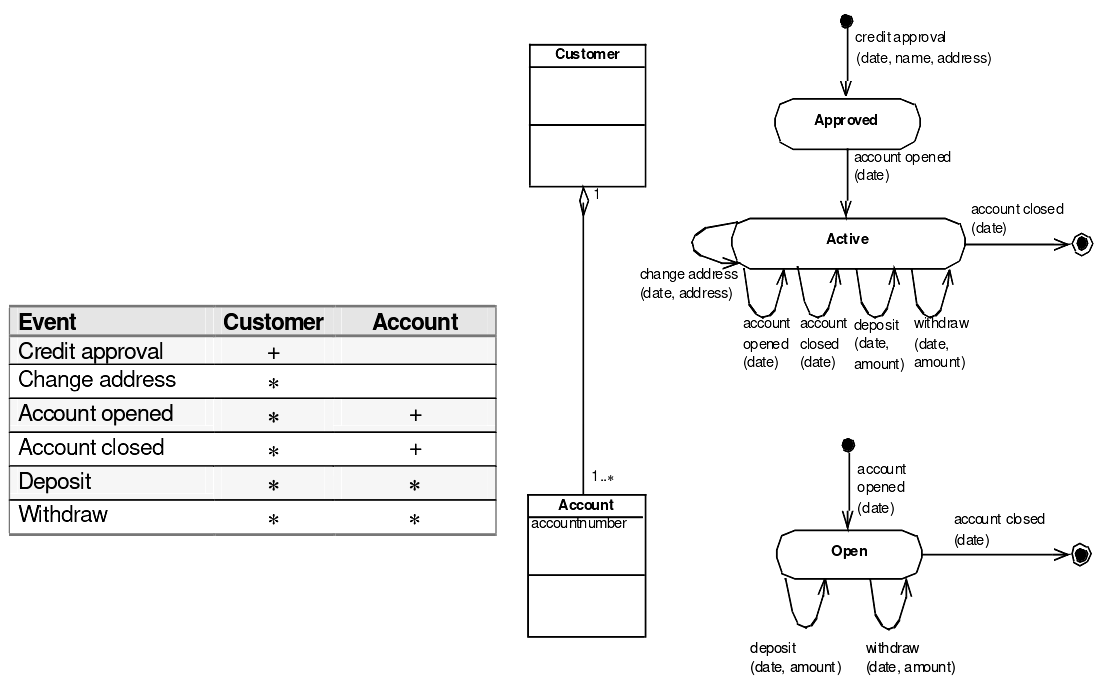 Event Customer Account
Credit approval +
Change address *
Account opened * +
Account closed * +
Deposit * *
Withdraw * *
Customer
1
1..*
Account
accountnumber
credit approval
(date, name, address)
Approved
account opened
(date)
Active
account closed
(date)
change address
(date, address)
account
opened
(date)
account
closed
(date)
deposit
(date,
amount)
withdraw
(date,
amount)
account
opened
(date)
Open
account closed
(date)
deposit
(date, amount)
withdraw
(date, amount)